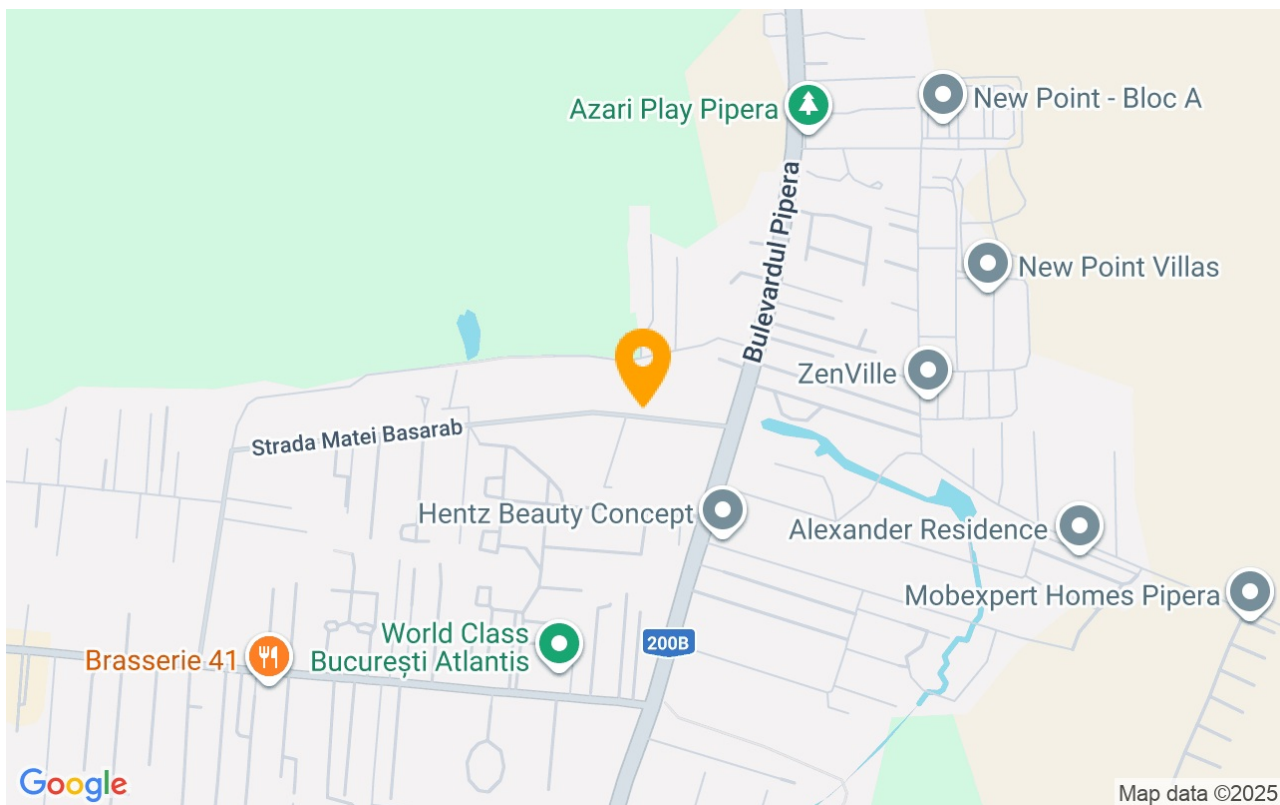 New Point - Bloc A
Azari Play Pipera
Bulevardul Pipera
New Point Villas
ZenVille
Strada Matei Basarab
Hentz Beauty Concept
Alexander Residence
Mobexpert Homes Pipera
World Class
București Atlantis
200B
Brasserie 41
Google
Map data ©2025